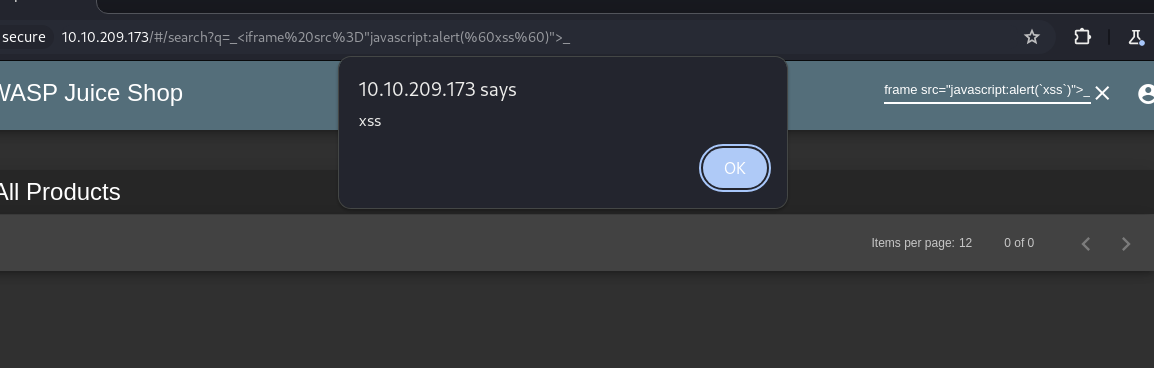 secure 10.10.209.173/#/search?q=_<iframe%20src%3D"javascript:alert(%60xss%60)">_
WASP Juice Shop
frame src="javascript:alert(`xss`)">_
10.10.209.173 says
xss
OK
All Products
Items per page: 12
0 of 0